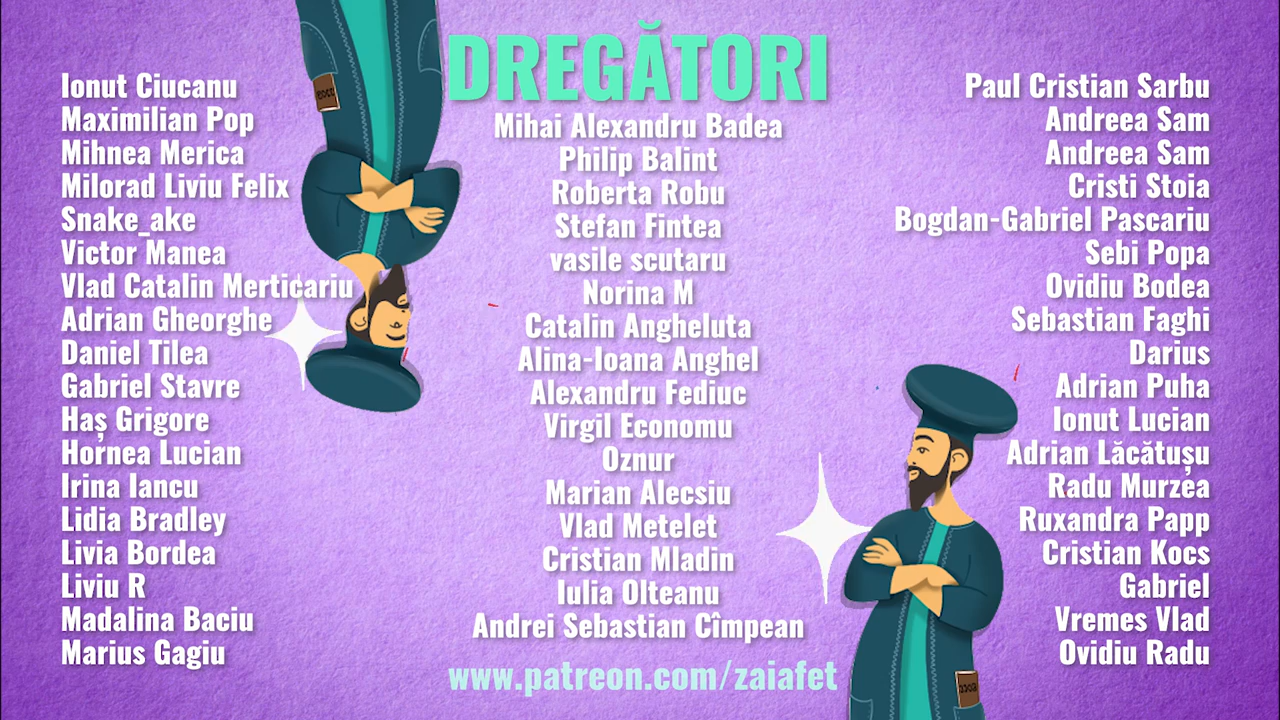 DREGĂTORI
Ionut Ciucanu
Maximilian Pop
Mihnea Merica
Milorad Liviu Felix
Snake_ake
Victor Manea
Vlad Catalin Merticariu
Adrian Gheorghe
Daniel Tilea
Gabriel Stavre
Haș Grigore
Hornea Lucian
Irina Iancu
Lidia Bradley
Livia Bordea
Liviu R
Madalina Baciu
Marius Gagiu
Mihai Alexandru Badea
Philip Balint
Roberta Robu
Stefan Fintea
vasile scutaru
Norina M
Catalin Angheluta
Alina-Ioana Anghel
Alexandru Fediuc
Virgil Economu
Oznur
Marian Alecsiu
Vlad Metelet
Cristian Mladin
Iulia Olteanu
Andrei Sebastian Cîmpean
Paul Cristian Sarbu
Andreea Sam
Andreea Sam
Cristi Stoia
Bogdan-Gabriel Pascariu
Sebi Popa
Ovidiu Bodea
Sebastian Faghi
Darius
Adrian Puha
Ionut Lucian
Adrian Lăcătușu
Radu Murzea
Ruxandra Papp
Cristian Kocs
Gabriel
Vremes Vlad
Ovidiu Radu
www.patreon.com/zaiafet